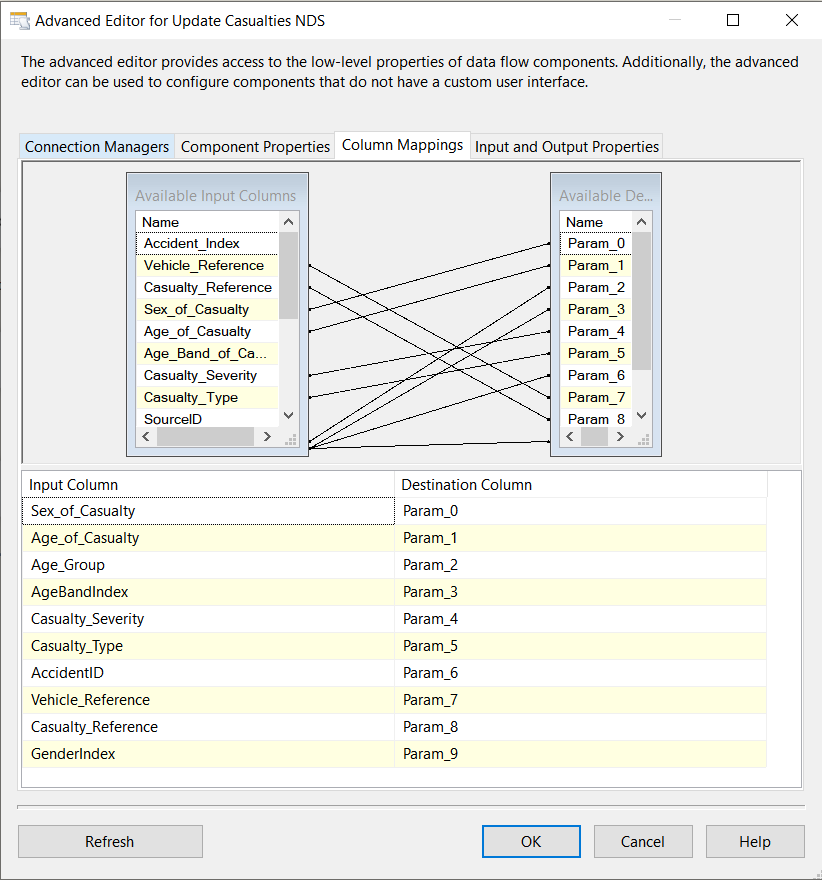 Advanced Editor for Update Casualties NDS
The advanced editor provides access to the low-level properties of data flow components. Additionally, the advanced
editor can be used to configure components that do not have a custom user interface.
Connection Managers Component Properties Column Mappings Input and Output Properties
Available Input Columns
Name
Accident_Index
Vehicle_Reference
Casualty_Reference
Sex_of_Casualty
Age_of_Casualty
Age_Band_of_Ca...
Casualty_Severity
Casualty_Type
SourceID
Available De...
Name
Param_0
Param_1
Param_2
Param_3
Param_4
Param_5
Param_6
Param_7
Param_8
Input Column Destination Column
Sex_of_Casualty Param_0
Age_of_Casualty Param_1
Age_Group Param_2
AgeBandIndex Param_3
Casualty_Severity Param_4
Casualty_Type Param_5
AccidentID Param_6
Vehicle_Reference Param_7
Casualty_Reference Param_8
GenderIndex Param_9
Refresh OK Cancel Help